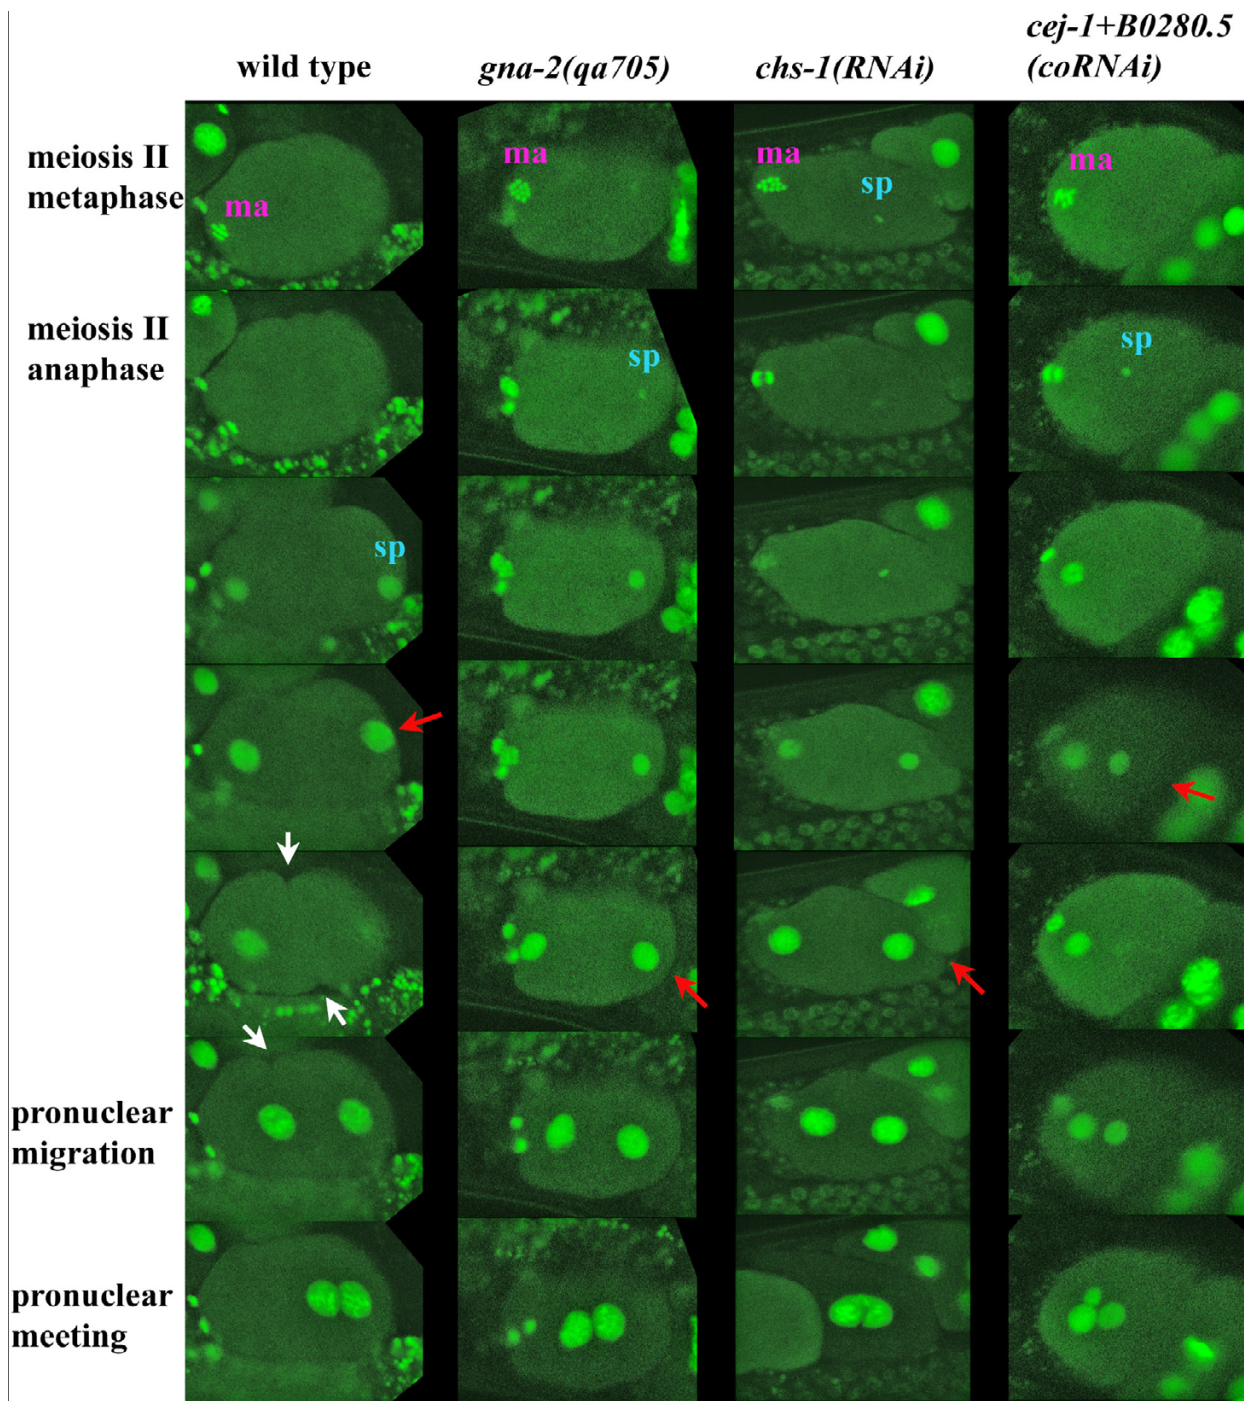 wild type
gna-2(qa705)
chs-1(RNAi)
cej-1+B0280.5
(coRNAi)
meiosis II
metaphase
ma
ma
ma
sp
ma
meiosis II
anaphase
sp
sp
sp
pronuclear
migration
pronuclear
meeting